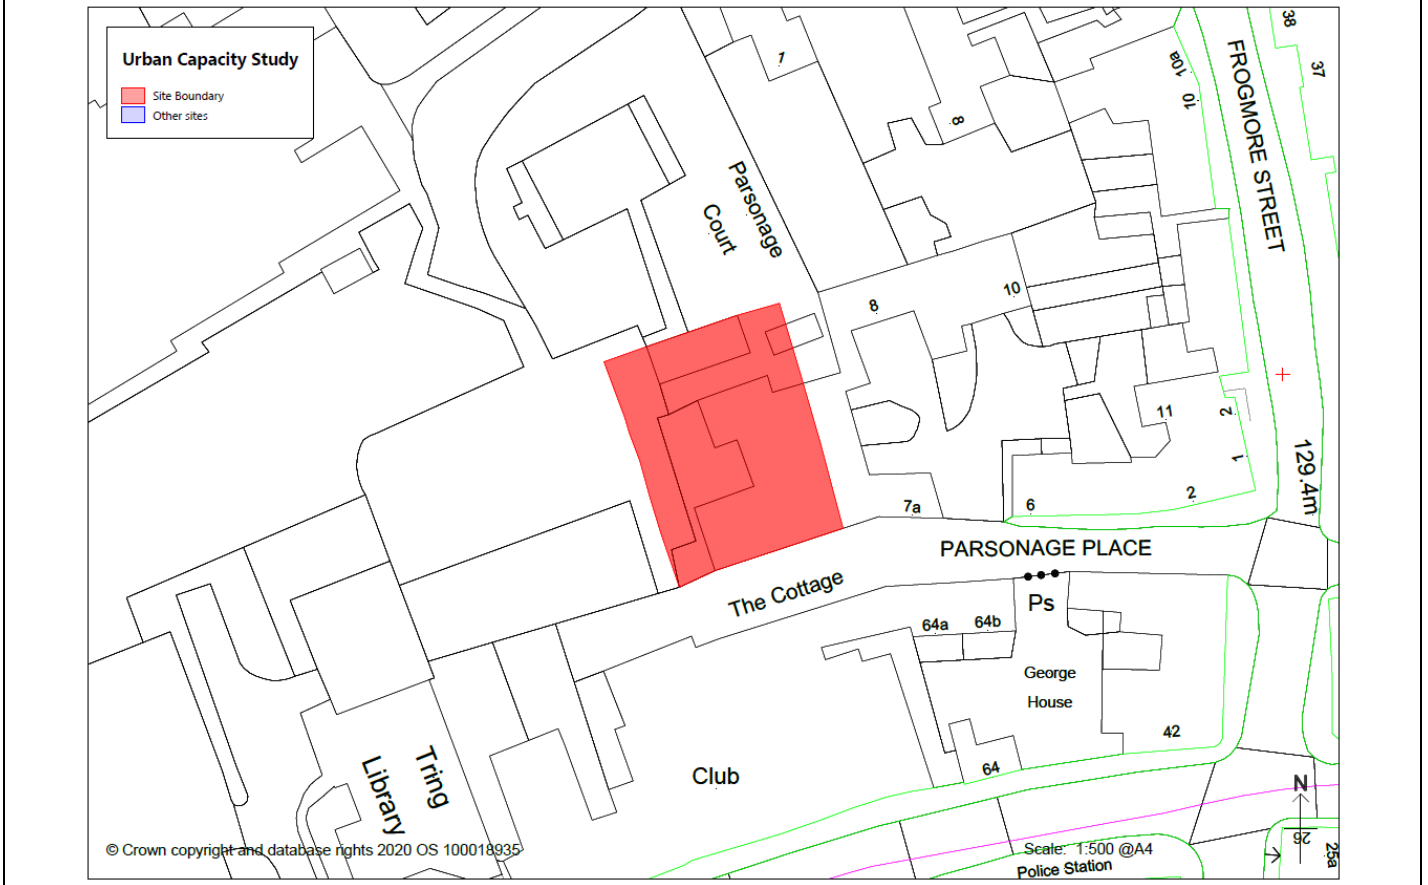 Urban Capacity Study
Site Boundary
Other sites
1
8
10a
10
38
37
FROGMORE STREET
Parsonage
Court
8
10
11
2
1
2
129.4m
7a
6
PARSONAGE PLACE
The Cottage
Ps
64a
64b
George
House
42
64
Club
Tring
Library
N
26
25a
© Crown copyright and database rights 2020 OS 100018935
Scale: 1:500 @A4
Police Station